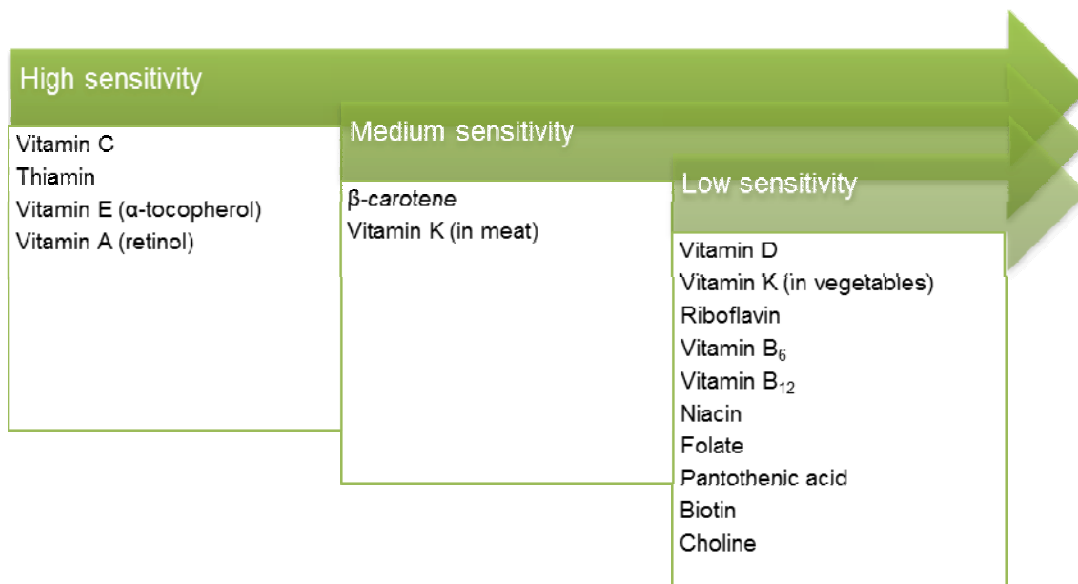 High sensitivity
Vitamin C
Thiamin
Vitamin E (α-tocopherol)
Vitamin A (retinol)
Medium sensitivity
β-carotene
Vitamin K (in meat)
Low sensitivity
Vitamin D
Vitamin K (in vegetables)
Riboflavin
Vitamin B₆
Vitamin B₁₂
Niacin
Folate
Pantothenic acid
Biotin
Choline